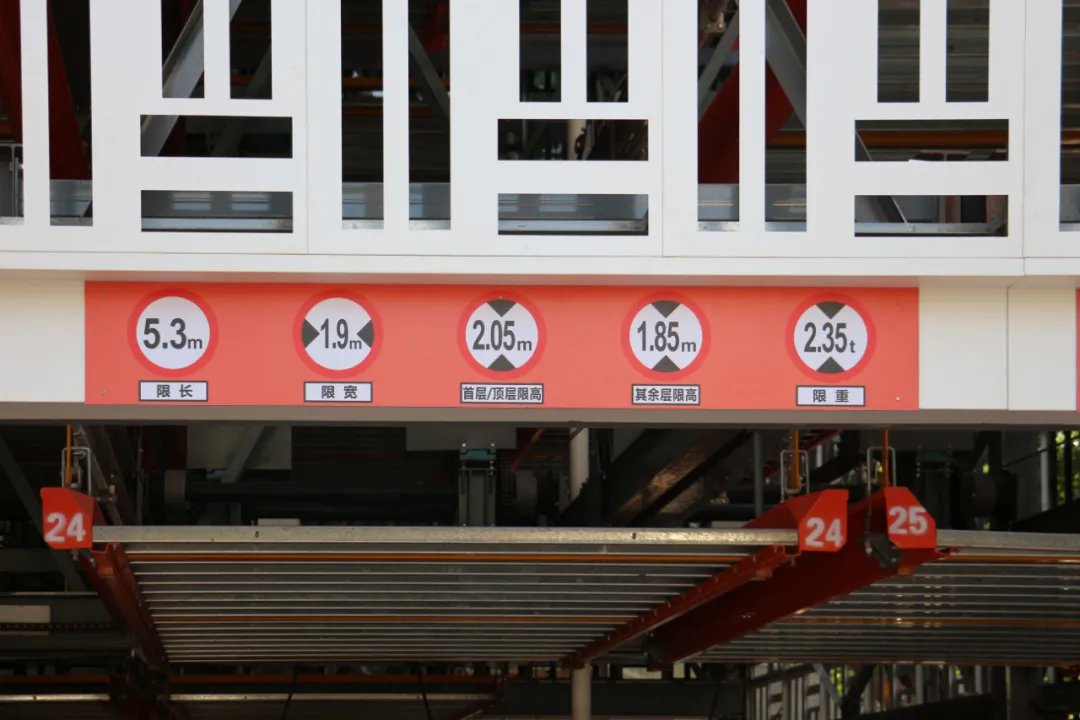 5.3m
限长
1.9m
限宽
2.05m
首层/顶层限高
1.85m
其余层限高
2.35t
限重
24
24
25